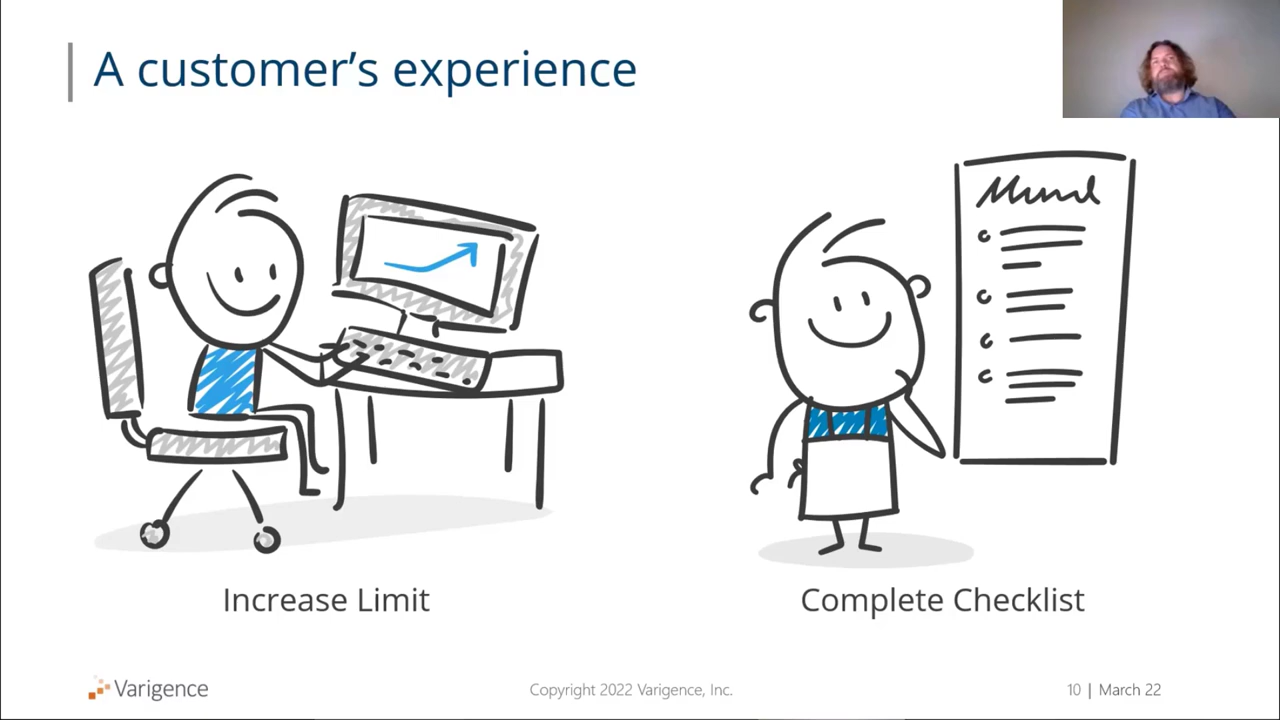 A customer's experience
Increase Limit
Complete Checklist
Varigence
Copyright 2022 Varigence, Inc.
10 | March 22